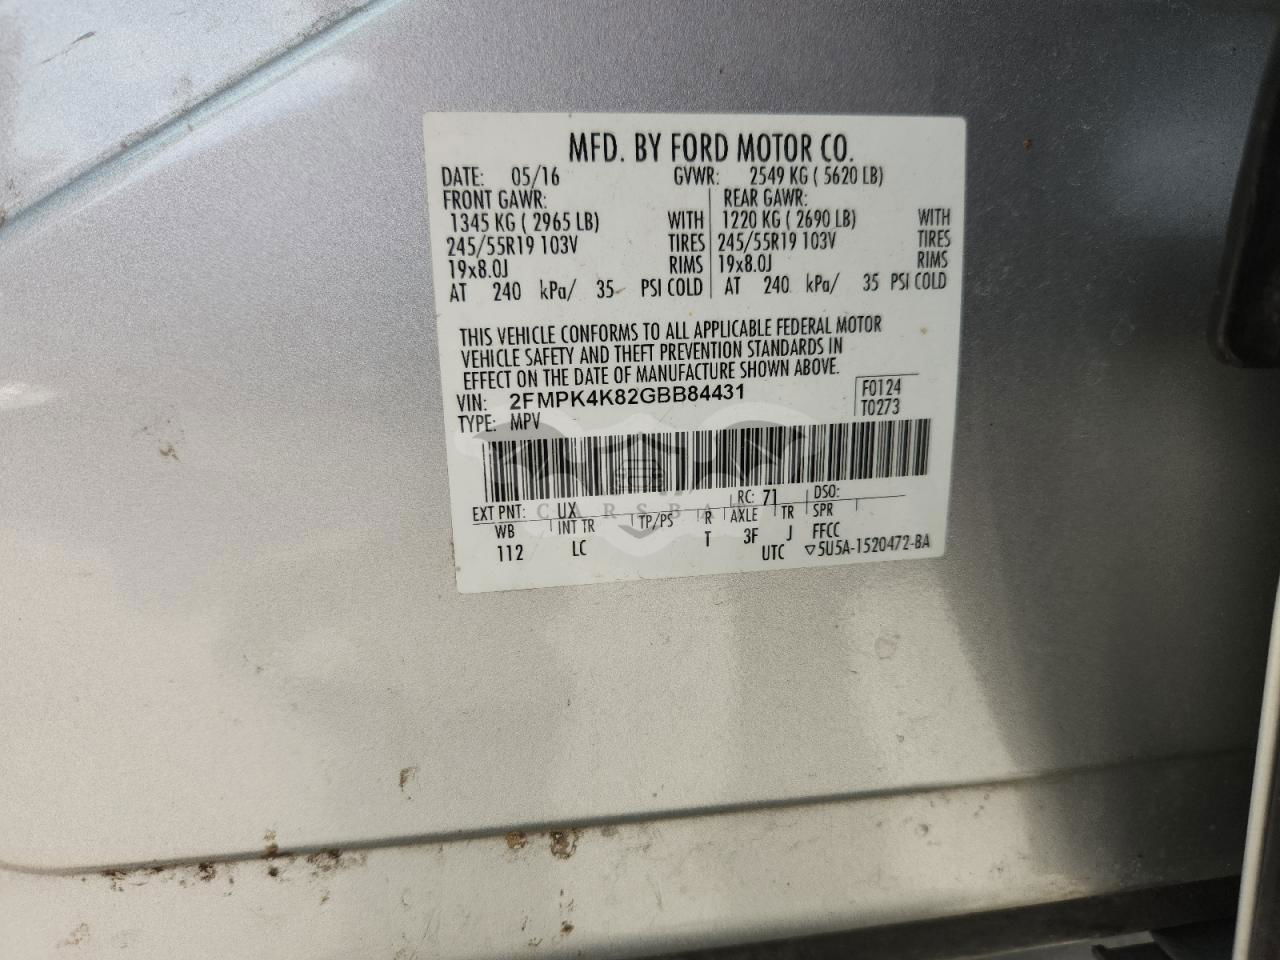 MFD. BY FORD MOTOR CO.
DATE: 05/16 GVWR: 2549 KG ( 5620 LB)
FRONT GAWR: REAR GAWR:
1345 KG ( 2965 LB) WITH 1220 KG ( 2690 LB) WITH
245/55R19 103V TIRES 245/55R19 103V TIRES
19x8.0J RIMS 19x8.0J RIMS
AT 240 kPa/ 35 PSI COLD AT 240 kPa/ 35 PSI COLD
THIS VEHICLE CONFORMS TO ALL APPLICABLE FEDERAL MOTOR
VEHICLE SAFETY AND THEFT PREVENTION STANDARDS IN
EFFECT ON THE DATE OF MANUFACTURE SHOWN ABOVE.
VIN: 2FMPK4K82GBB84431 F0124
TYPE: MPV T0273
EXT PNT: UX RC: 71 DSO:
WB INT TR TP/PS R AXLE TR SPR
112 LC T 3F J FFCC
UTC ▽5U5A-1520472-BA